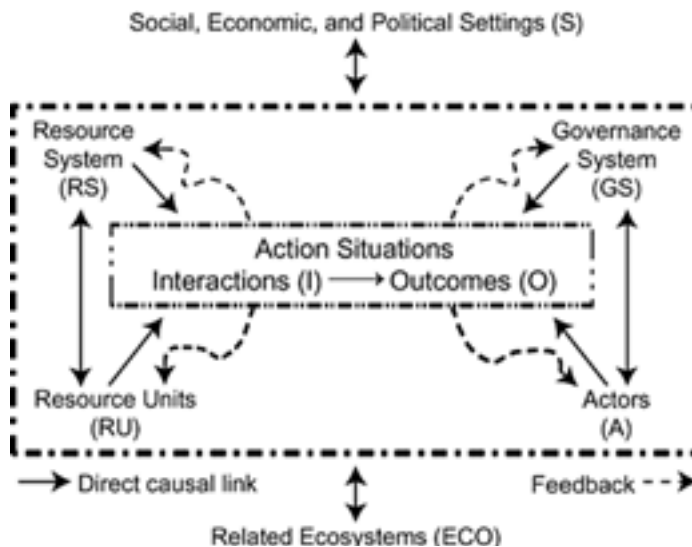 Social, Economic, and Political Settings (S)
Resource
System
(RS)
Governance
System
(GS)
Action Situations
Interactions (I) Outcomes (O)
Resource Units
(RU)
Actors
(A)
Direct causal link
Feedback
Related Ecosystems (ECO)